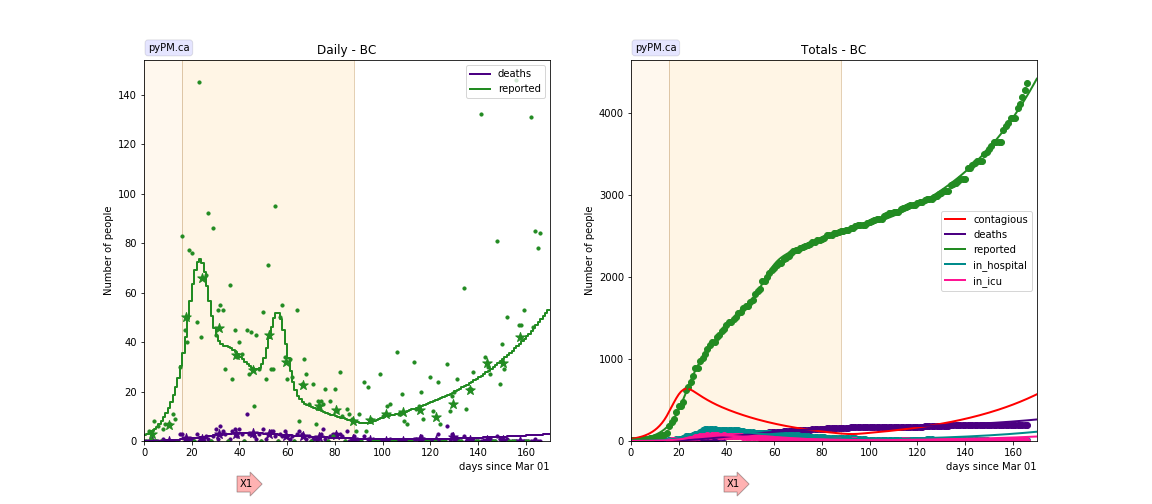 pyPM.ca
Daily - BC
deaths
reported
Number of people
0
20
40
60
80
100
120
140
0
20
40
60
80
100
120
140
160
days since Mar 01
X1
pyPM.ca
Totals - BC
contagious
deaths
reported
in_hospital
in_icu
Number of people
0
1000
2000
3000
4000
0
20
40
60
80
100
120
140
160
days since Mar 01
X1